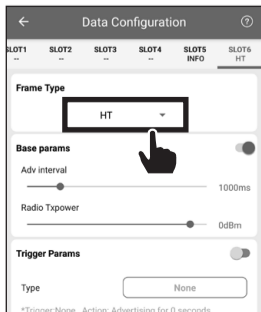 Data Configuration
SLOT1 SLOT2 SLOT3 SLOT4 SLOT5 SLOT6
-- -- -- -- INFO HT
Frame Type
HT
Base params
Adv interval
1000ms
Radio Txpower
0dBm
Trigger Params
Type None
*Trigger:None, Action: Advertising for 0 seconds